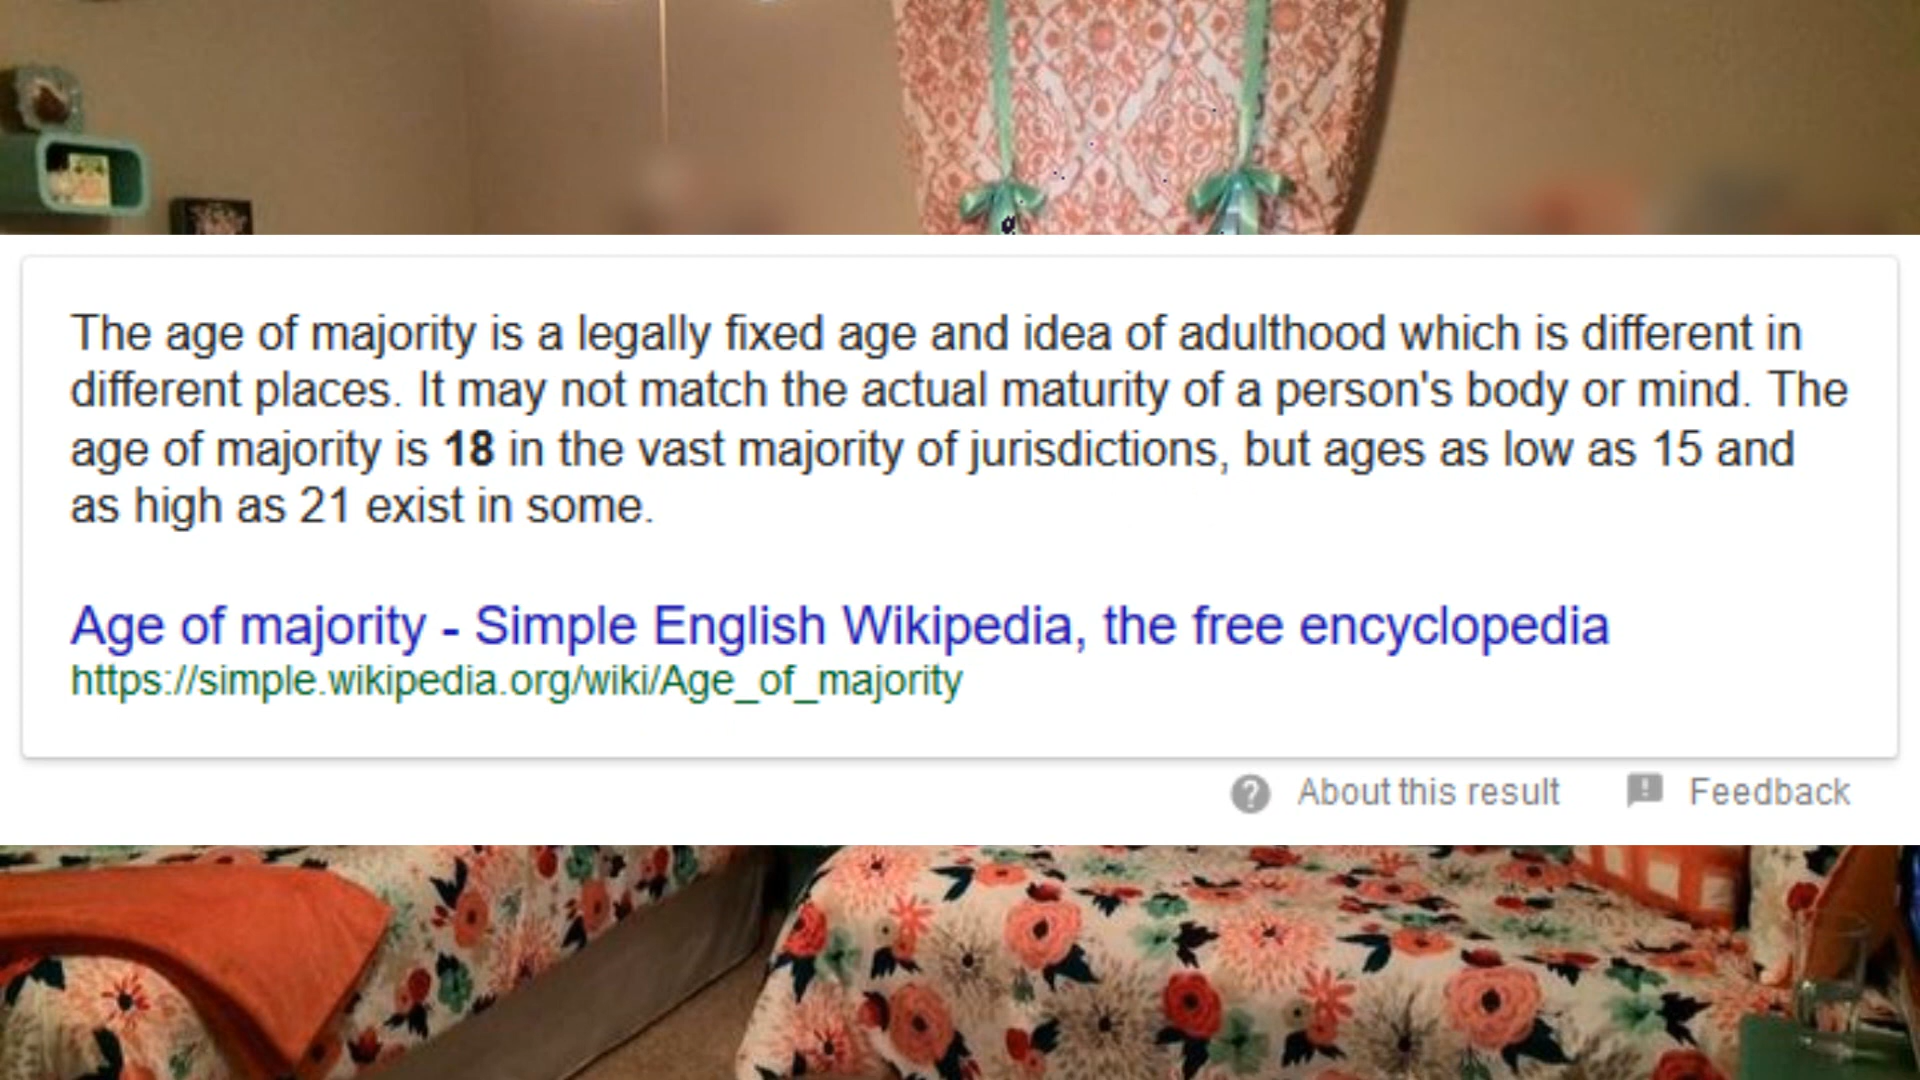 The age of majority is a legally fixed age and idea of adulthood which is different in
different places. It may not match the actual maturity of a person's body or mind. The
age of majority is 18 in the vast majority of jurisdictions, but ages as low as 15 and
as high as 21 exist in some.
Age of majority - Simple English Wikipedia, the free encyclopedia
https://simple.wikipedia.org/wiki/Age_of_majority
About this result Feedback